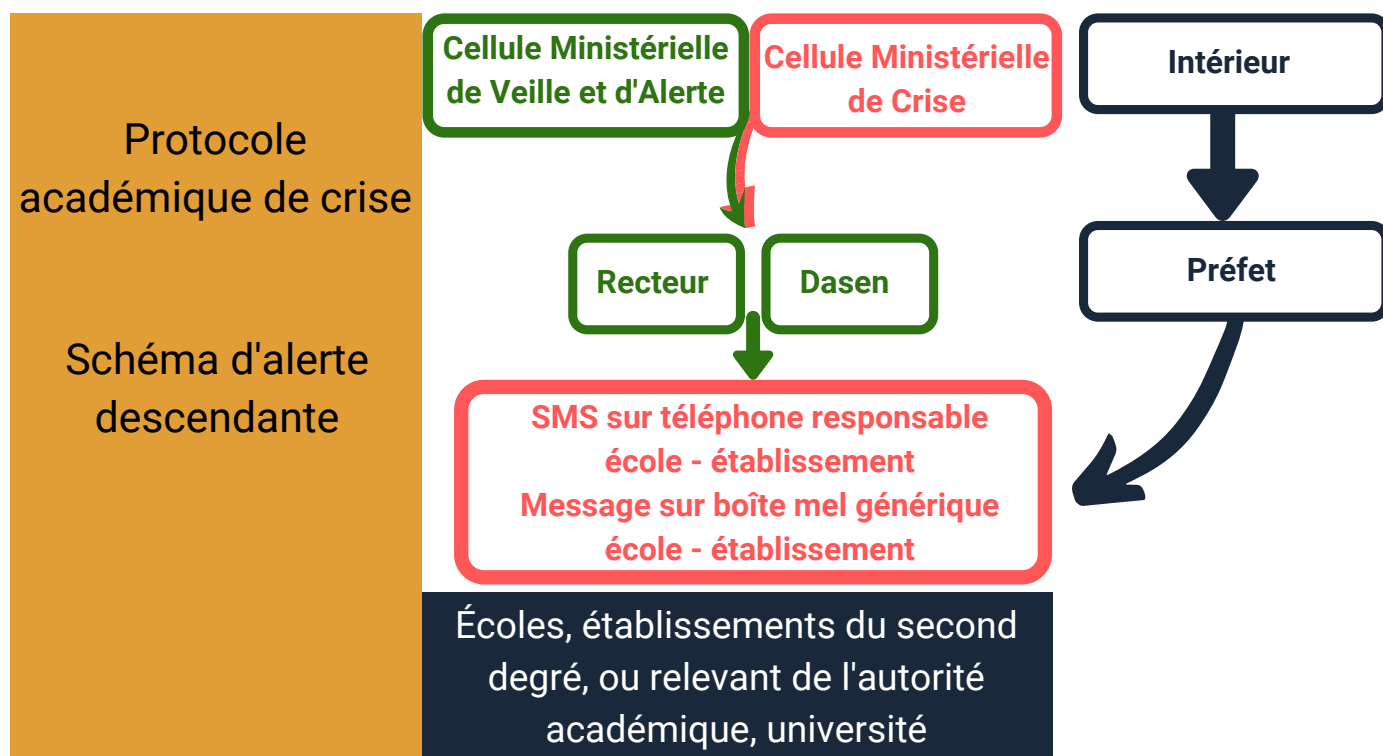 Protocole
académique de crise
Schéma d'alerte
descendante
Cellule Ministérielle
de Veille et d'Alerte
Cellule Ministérielle
de Crise
Intérieur
Recteur
Dasen
Préfet
SMS sur téléphone responsable
école - établissement
Message sur boîte mel générique
école - établissement
Écoles, établissements du second
degré, ou relevant de l'autorité
académique, université